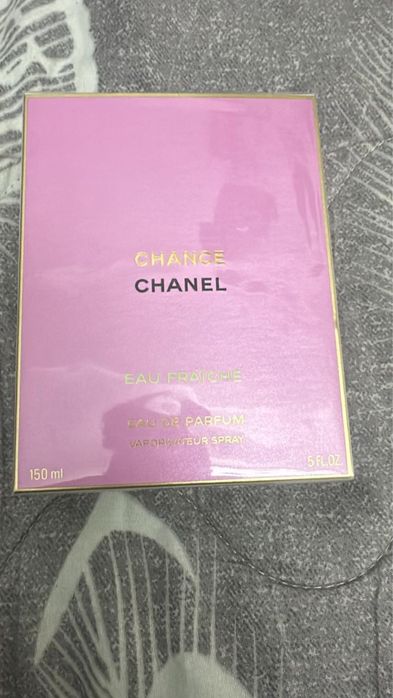 CHANCE
CHANEL
EAU FRAÎCHE
EAU DE PARFUM
VAPORISATEUR SPRAY
150 ml
5 FL.OZ.